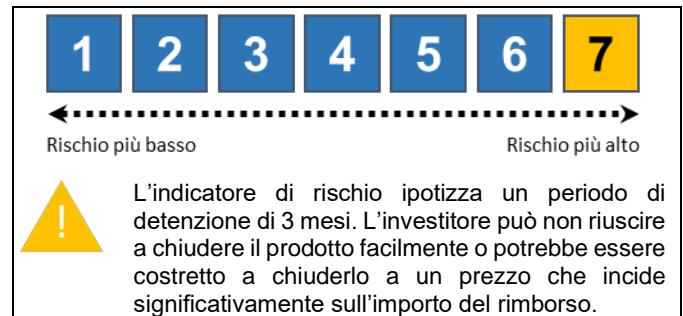 1 2 3 4 5 6 7
Rischio più basso Rischio più alto
!
L'indicatore di rischio ipotizza un periodo di
detenzione di 3 mesi. L'investitore può non riuscire
a chiudere il prodotto facilmente o potrebbe essere
costretto a chiuderlo a un prezzo che incide
significativamente sull'importo del rimborso.